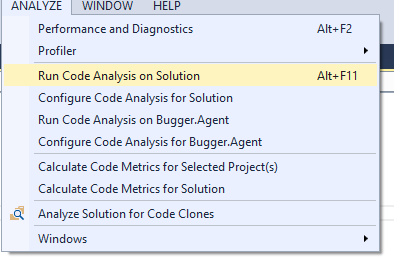 ANALYZE WINDOW HELP
Performance and Diagnostics Alt+F2
Profiler
Run Code Analysis on Solution Alt+F11
Configure Code Analysis for Solution
Run Code Analysis on Bugger.Agent
Configure Code Analysis for Bugger.Agent
Calculate Code Metrics for Selected Project(s)
Calculate Code Metrics for Solution
Analyze Solution for Code Clones
Windows